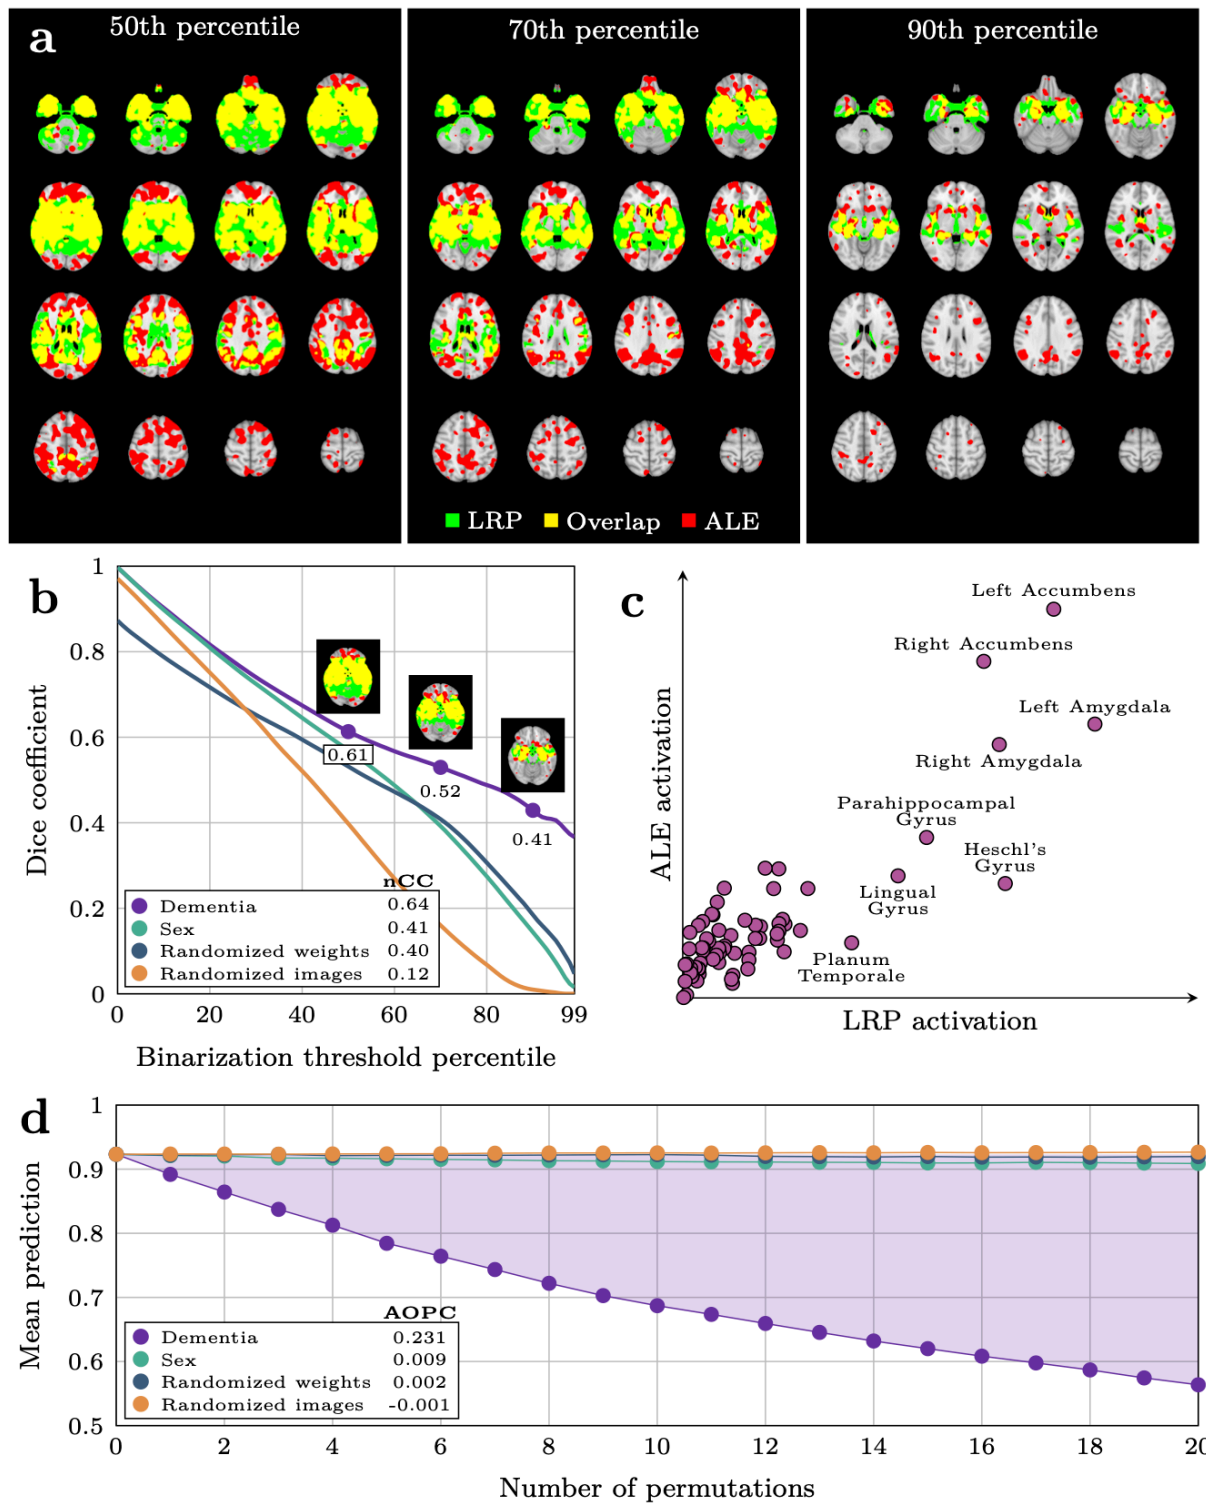 a
50th percentile
70th percentile
90th percentile
LRP
Overlap
ALE
b
1
0.8
0.6
0.4
0.2
0
Dice coefficient
0.61
0.52
0.41
nCC
Dementia 0.64
Sex 0.41
Randomized weights 0.40
Randomized images 0.12
0 20 40 60 80 99
Binarization threshold percentile
c
ALE activation
Left Accumbens
Right Accumbens
Left Amygdala
Right Amygdala
Parahippocampal
Gyrus
Heschl's
Gyrus
Lingual
Gyrus
Planum
Temporale
LRP activation
d
1
0.9
0.8
0.7
0.6
0.5
Mean prediction
AOPC
Dementia 0.231
Sex 0.009
Randomized weights 0.002
Randomized images -0.001
0 2 4 6 8 10 12 14 16 18 20
Number of permutations